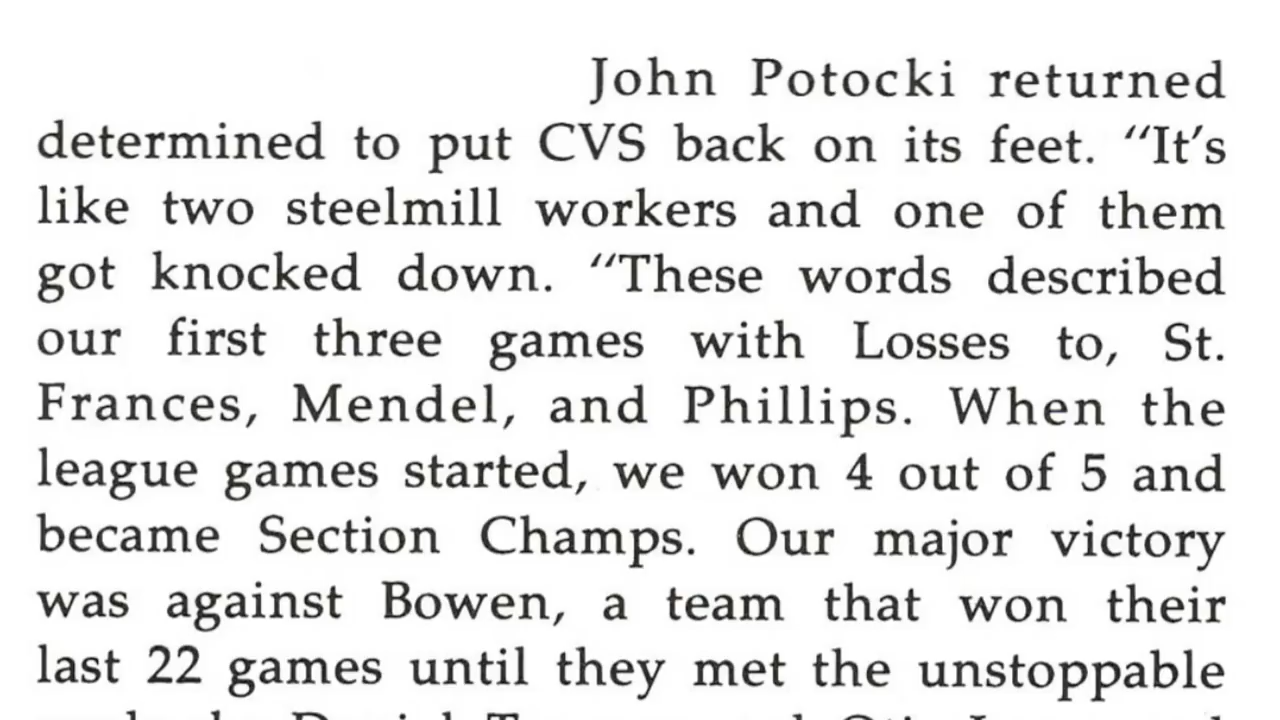 John Potocki returned
determined to put CVS back on its feet. "It's
like two steelmill workers and one of them
got knocked down. "These words described
our first three games with Losses to, St.
Frances, Mendel, and Phillips. When the
league games started, we won 4 out of 5 and
became Section Champs. Our major victory
was against Bowen, a team that won their
last 22 games until they met the unstoppable